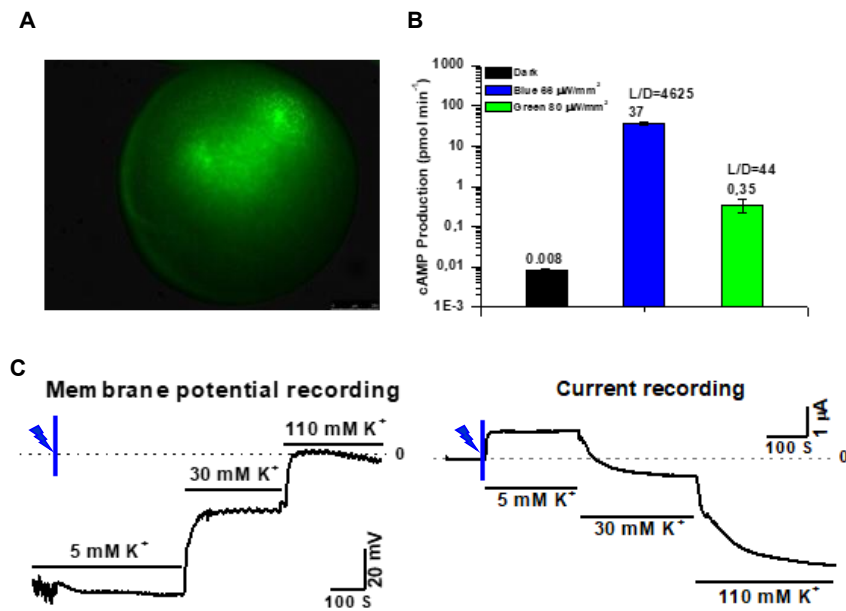 A
B
Dark
Blue 66 µW/mm²
Green 80 µW/mm²
L/D=4625
37
L/D=44
0,35
0.008
1000
100
10
1
0,1
0,01
1E-3
cAMP Production (pmol min⁻¹)
C
Membrane potential recording
110 mM K⁺
0
30 mM K⁺
5 mM K⁺
20 mV
100 S
Current recording
1 µA
100 S
0
5 mM K⁺
30 mM K⁺
110 mM K⁺